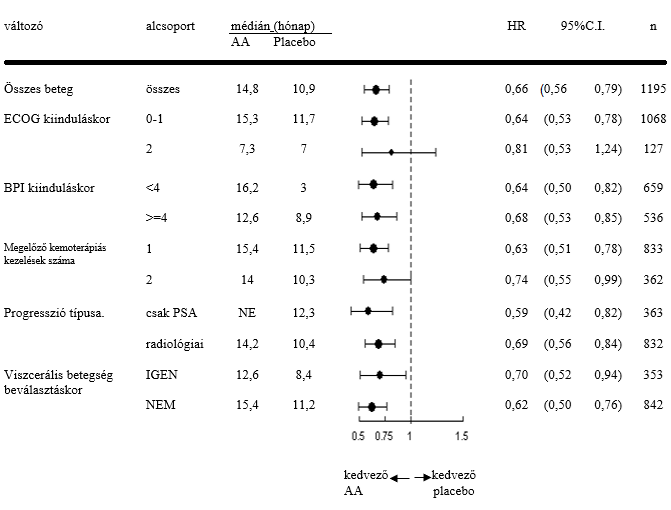 változó alcsoport médián (hónap) HR 95%C.I. n
AA Placebo
Összes beteg összes 14,8 10,9 0,66 (0,56 0,79) 1195
ECOG kiinduláskor 0-1 15,3 11,7 0,64 (0,53 0,78) 1068
2 7,3 7 0,81 (0,53 1,24) 127
BPI kiinduláskor <4 16,2 3 0,64 (0,50 0,82) 659
>=4 12,6 8,9 0,68 (0,53 0,85) 536
Megelőző kemoterápiás
kezelések száma 1 15,4 11,5 0,63 (0,51 0,78) 833
2 14 10,3 0,74 (0,55 0,99) 362
Progresszió típusa. csak PSA NE 12,3 0,59 (0,42 0,82) 363
radiológiai 14,2 10,4 0,69 (0,56 0,84) 832
Viszcerális betegség IGEN 12,6 8,4 0,70 (0,52 0,94) 353
beválasztáskor
NEM 15,4 11,2 0,62 (0,50 0,76) 842
0.5 0.75 1 1.5
kedvező kedvező
AA placebo